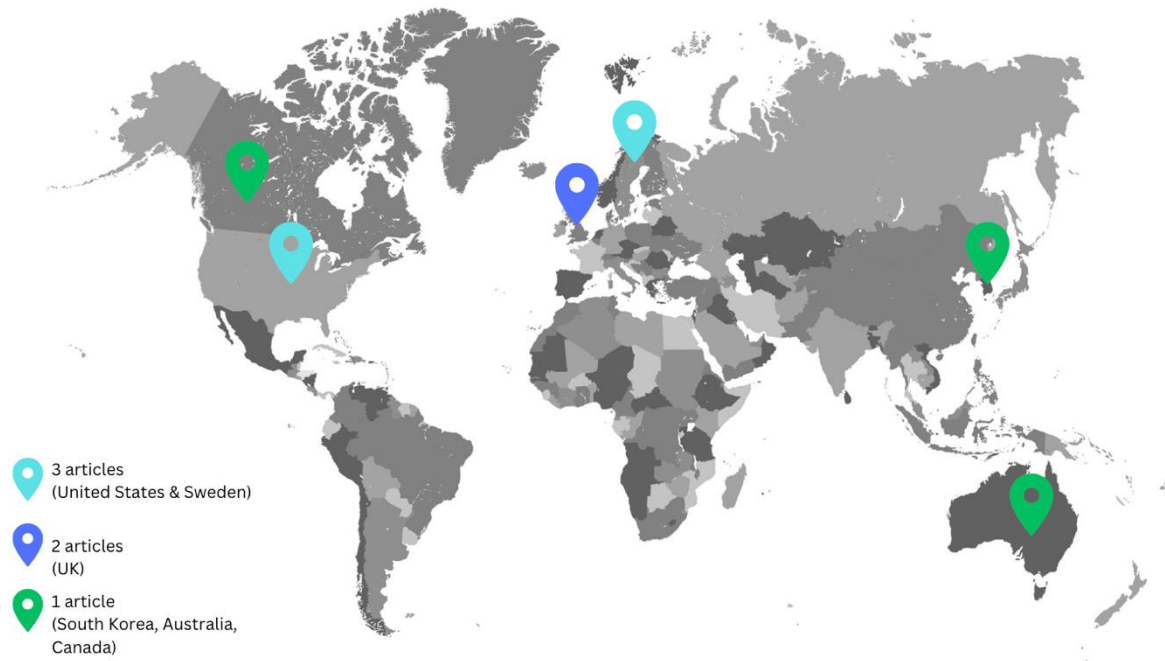 3 articles
(United States & Sweden)
2 articles
(UK)
1 article
(South Korea, Australia,
Canada)